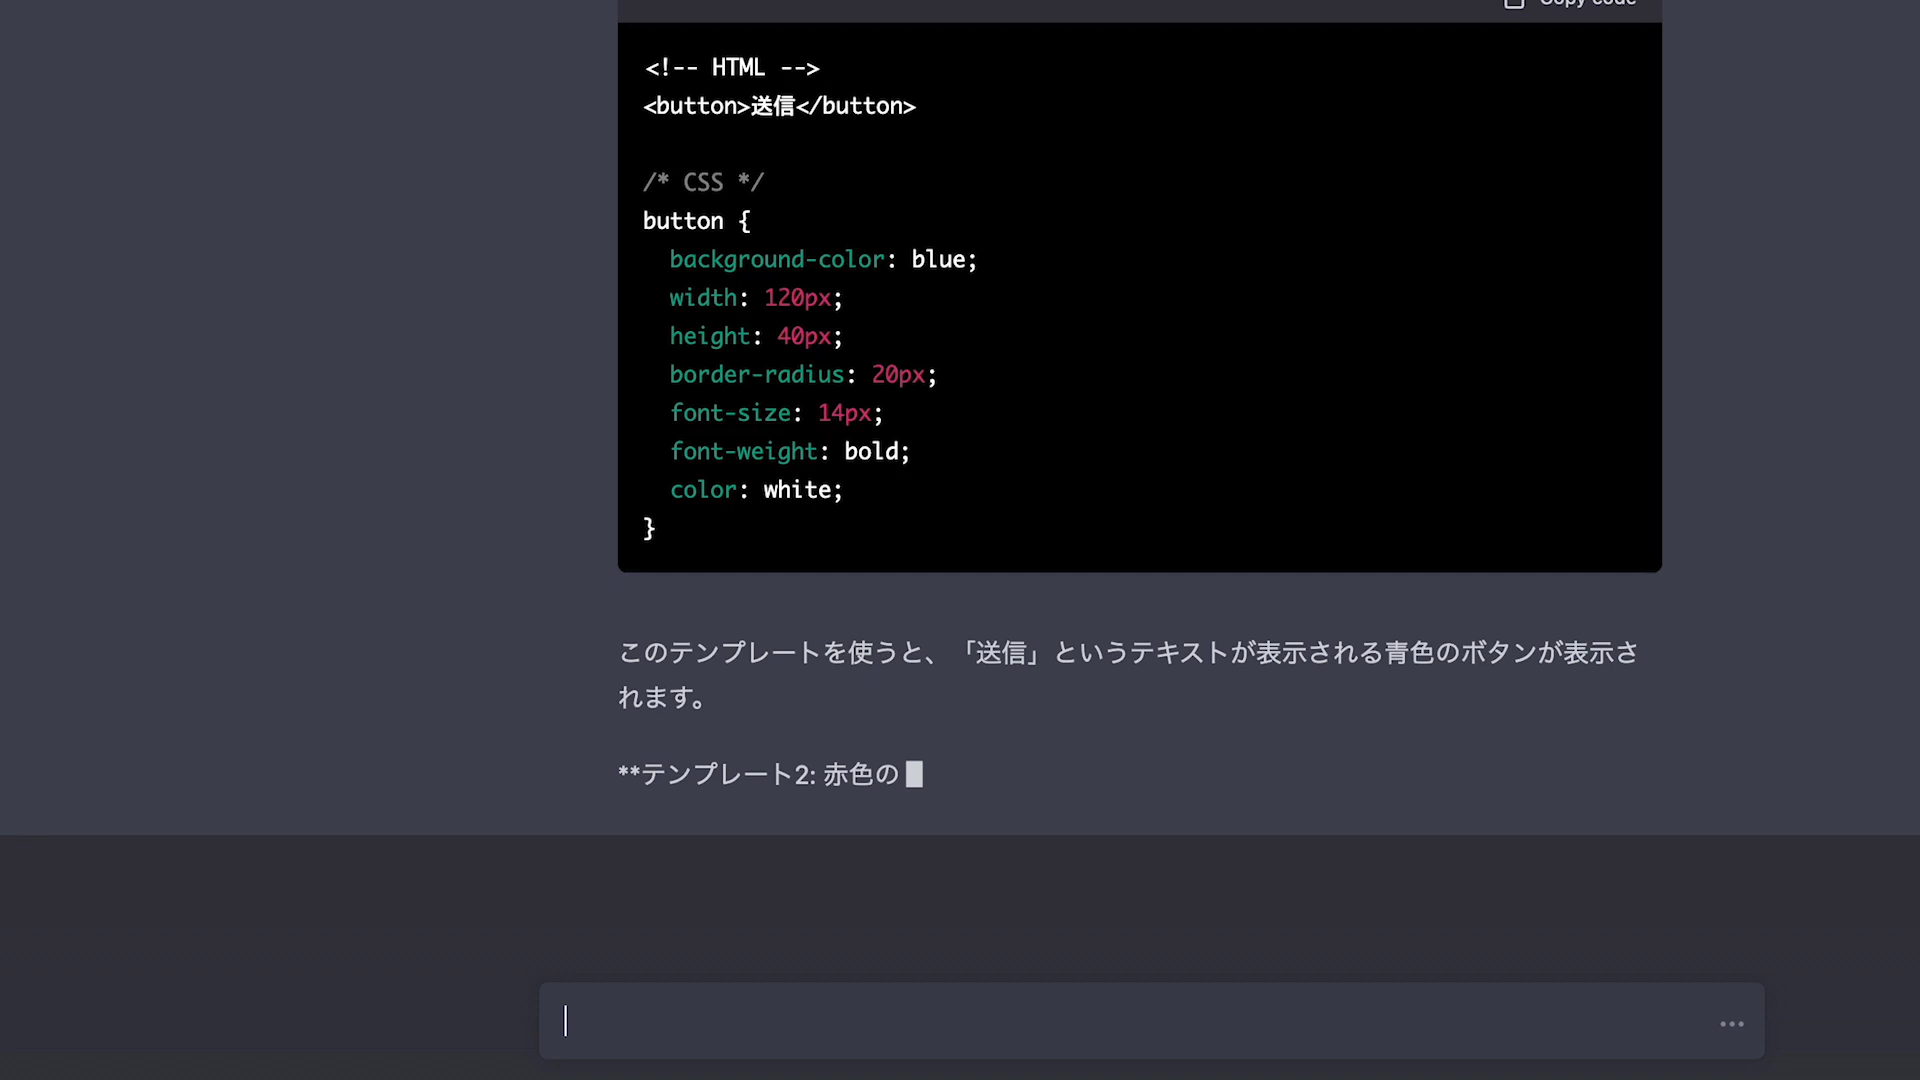 Copy code
<!-- HTML -->
<button>送信</button>
/* CSS */
button {
background-color: blue;
width: 120px;
height: 40px;
border-radius: 20px;
font-size: 14px;
font-weight: bold;
color: white;
}
このテンプレートを使うと、「送信」というテキストが表示される青色のボタンが表示さ
れます。
**テンプレート2: 赤色の